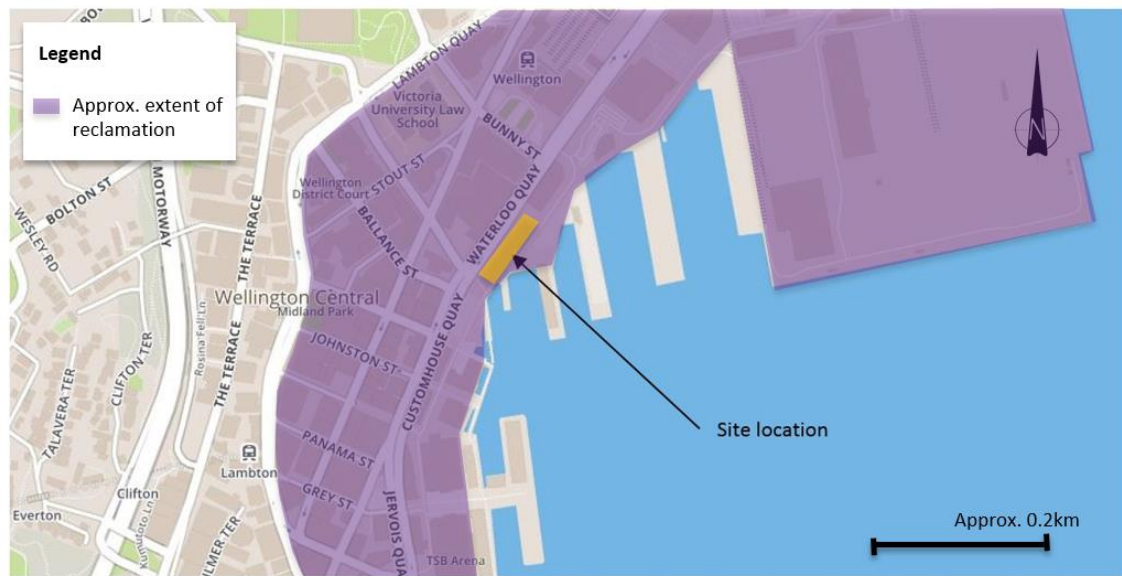 Legend
Approx. extent of
reclamation
LAMBTON QUAY
Wellington
Victoria
University Law
School
BUNNY ST
STOUT ST
Wellington
District Court
BOLTON ST
MOTORWAY
WESLEY RD
THE TERRACE
BALLANCE ST
WATERLOO QUAY
N
Wellington Central
Midland Park
Rosina Fell Ln
CLIFTON TER
THE TERRACE
JOHNSTON ST
CUSTOMHOUSE QUAY
TALAVERA TER
Site location
PANAMA ST
Lambton
Clifton
GREY ST
Everton
Kumutoto Ln
JERVOIS QUA
TSB Arena
Approx. 0.2km